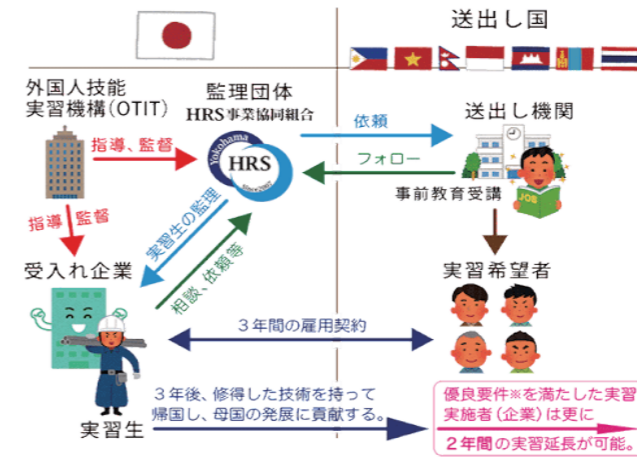 送出し国
外国人技能
実習機構(OTIT)
監理団体
HRS事業協同組合
送出し機関
依頼
指導、監督
Yokohama
HRS
フォロー
JOB
事前教育受講
指導、監督
実習生の監理
相談、依頼等
受入れ企業
実習希望者
3年間の雇用契約
3年後、修得した技術を持って
帰国し、母国の発展に貢献する。
実習生
優良要件※を満たした実習
実施者(企業)は更に
2年間の実習延長が可能。